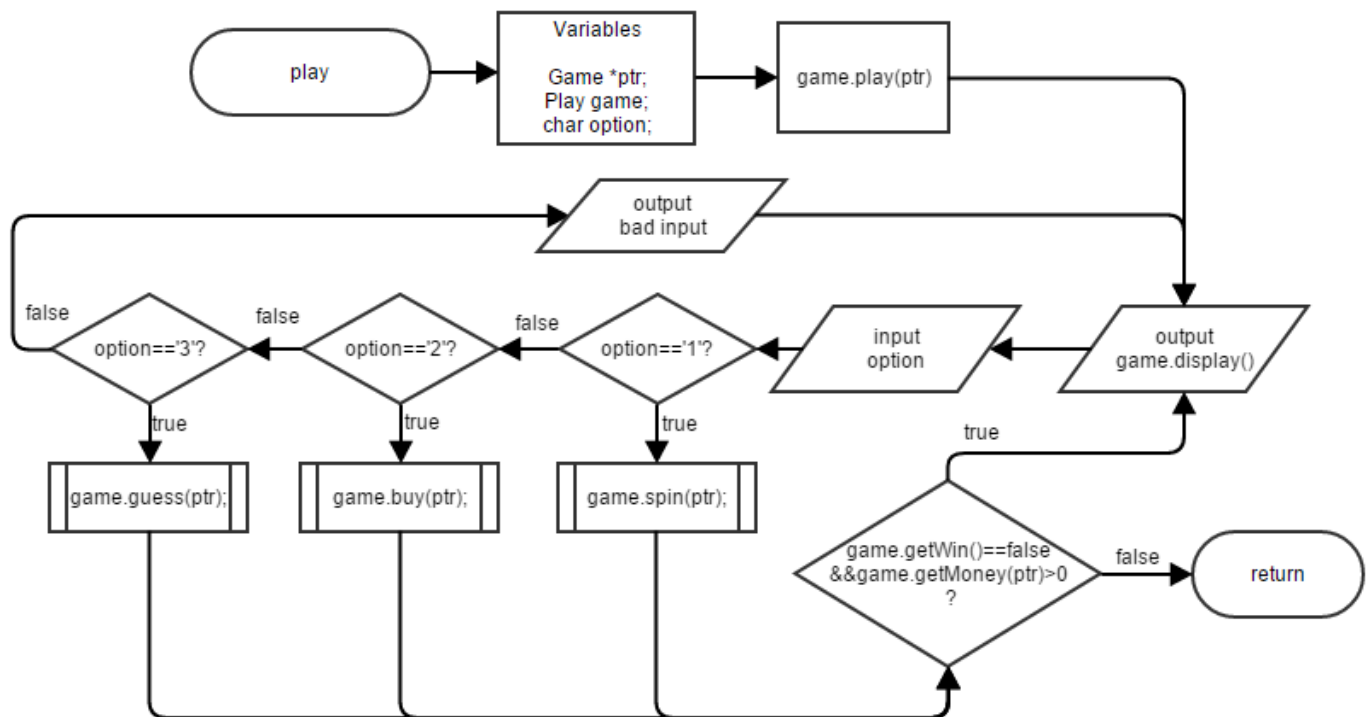 play
Variables
Game *ptr;
Play game;
char option;
game.play(ptr)
output
bad input
false
option=='3'?
false
option=='2'?
false
option=='1'?
input
option
output
game.display()
true
true
true
true
game.guess(ptr);
game.buy(ptr);
game.spin(ptr);
game.getWin()==false
&&game.getMoney(ptr)>0
?
false
return